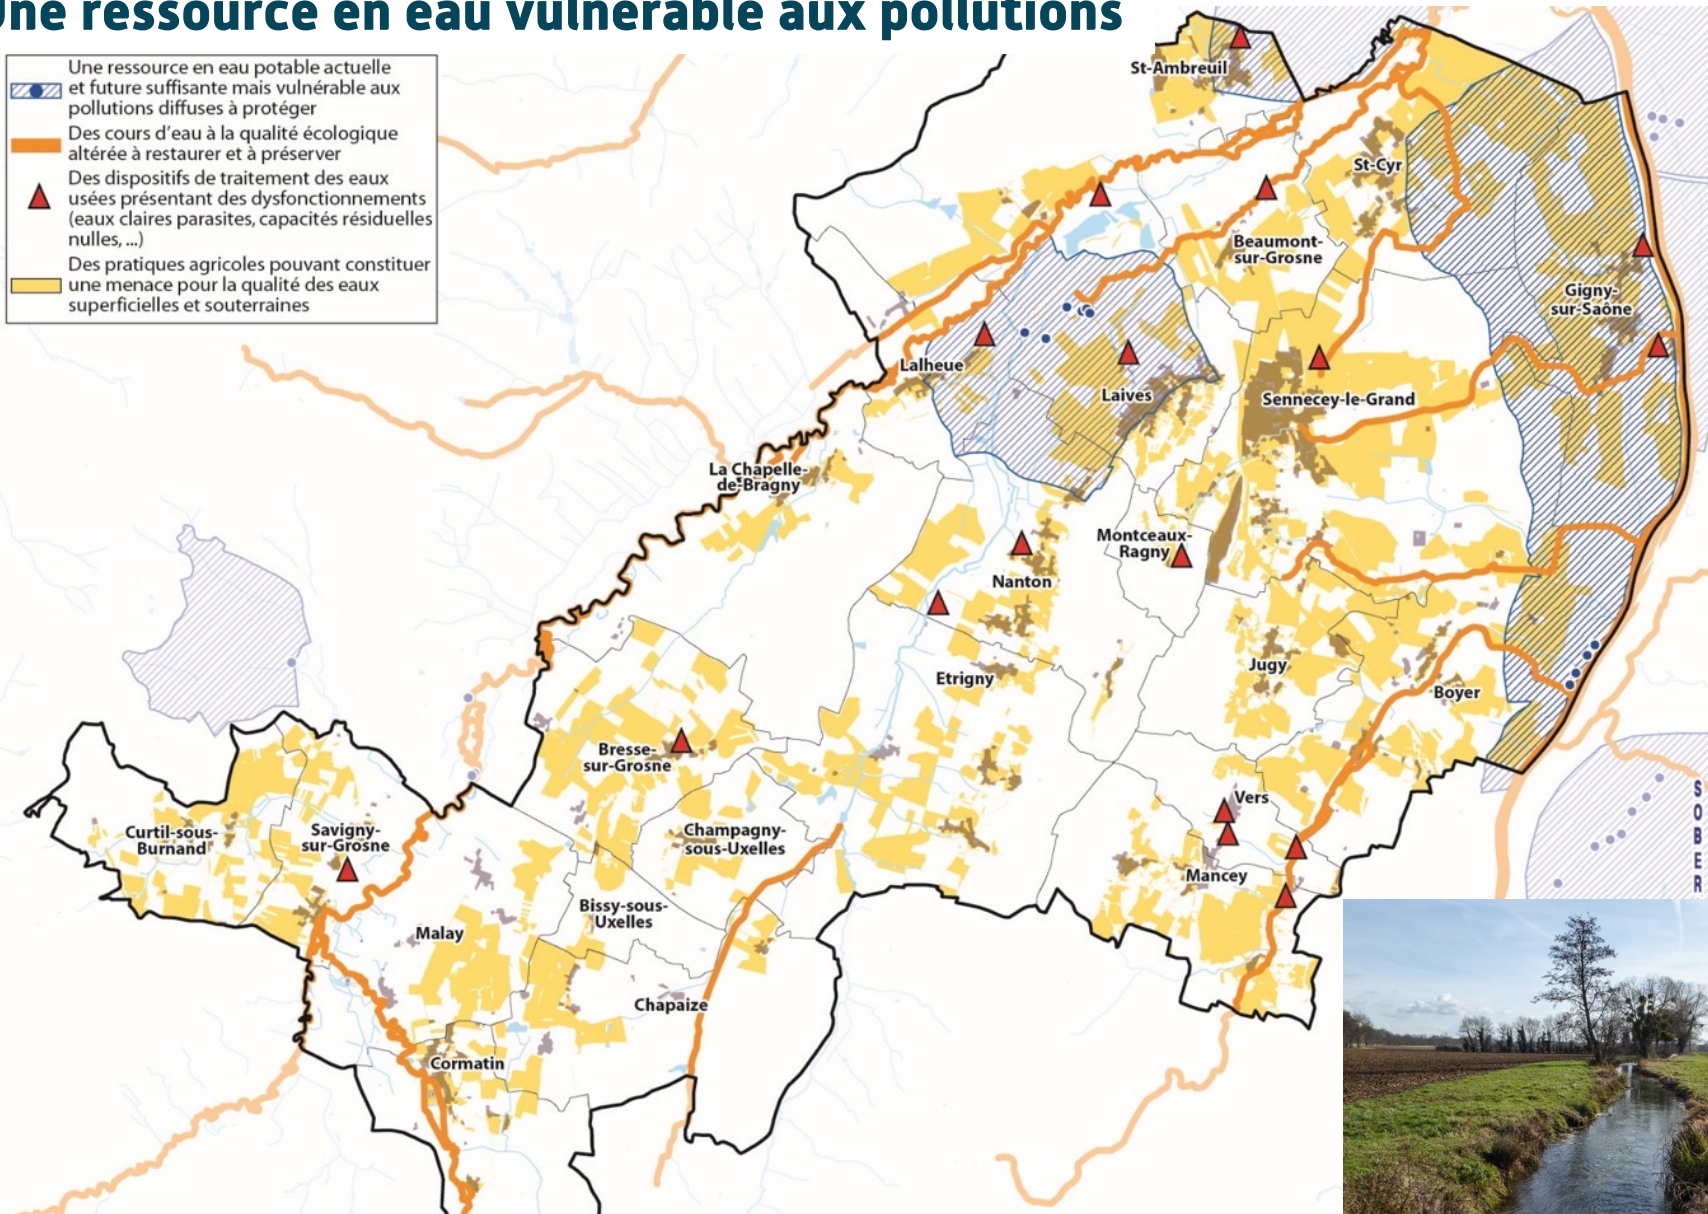 Une ressource en eau vulnérable aux pollutions
Une ressource en eau potable actuelle
et future suffisante mais vulnérable aux
pollutions diffuses à protéger
Des cours d'eau à la qualité écologique
altérée à restaurer et à préserver
Des dispositifs de traitement des eaux
usées présentant des dysfonctionnements
(eaux claires parasites, capacités résiduelles
nulles, ...)
Des pratiques agricoles pouvant constituer
une menace pour la qualité des eaux
superficielles et souterraines
St-Ambreuil
St-Cyr
Beaumont-
sur-Grosne
Gigny-
sur-Saône
Lalheue
Laives
Sennecey-le-Grand
La Chapelle-
de-Bragny
Montceaux-
Ragny
Nanton
Etrigny
Jugy
Boyer
Bresse-
sur-Grosne
Vers
Curtil-sous-
Burnand
Savigny-
sur-Grosne
Champagny-
sous-Uxelles
Mancey
Bissy-sous-
Uxelles
Malay
Chapaize
Cormatin
S
O
B
E
R